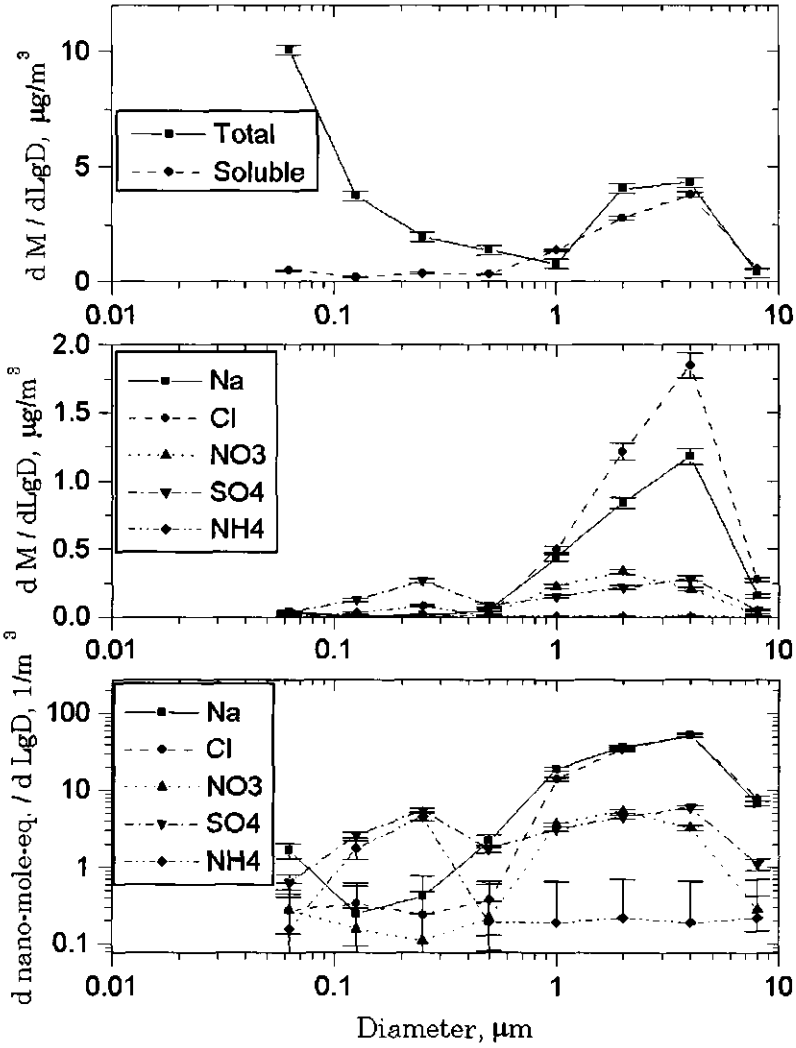 10
5
0
d M / dLgD, μg/m³
Total
Soluble
0.01
0.1
1
10
2.0
1.5
1.0
0.5
0.0
d M / dLgD, μg/m³
Na
Cl
NO3
SO4
NH4
0.01
0.1
1
10
100
10
1
0.1
d nano-mole-eq. / d LgD, 1/m³
Na
Cl
NO3
SO4
NH4
0.01
0.1
1
10
Diameter, μm